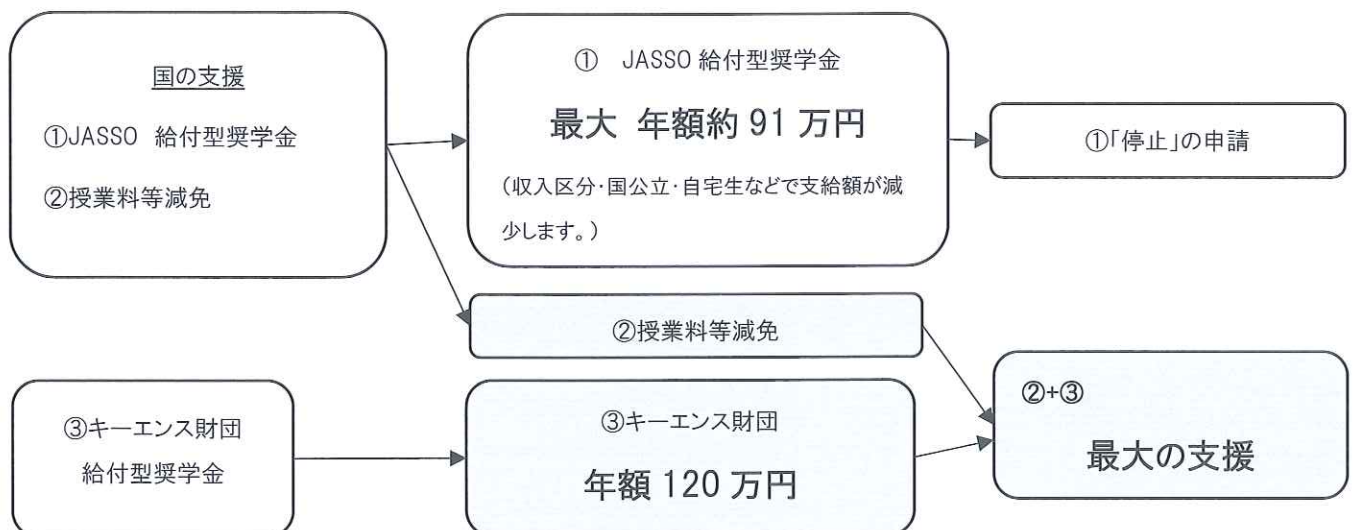 国の支援
①JASSO 給付型奨学金
②授業料等減免
① JASSO 給付型奨学金
最大 年額約 91 万円
（収入区分・国公立・自宅生などで支給額が減
少します。）
①「停止」の申請
②授業料等減免
③キーエンス財団
給付型奨学金
③キーエンス財団
年額 120 万円
②+③
最大の支援